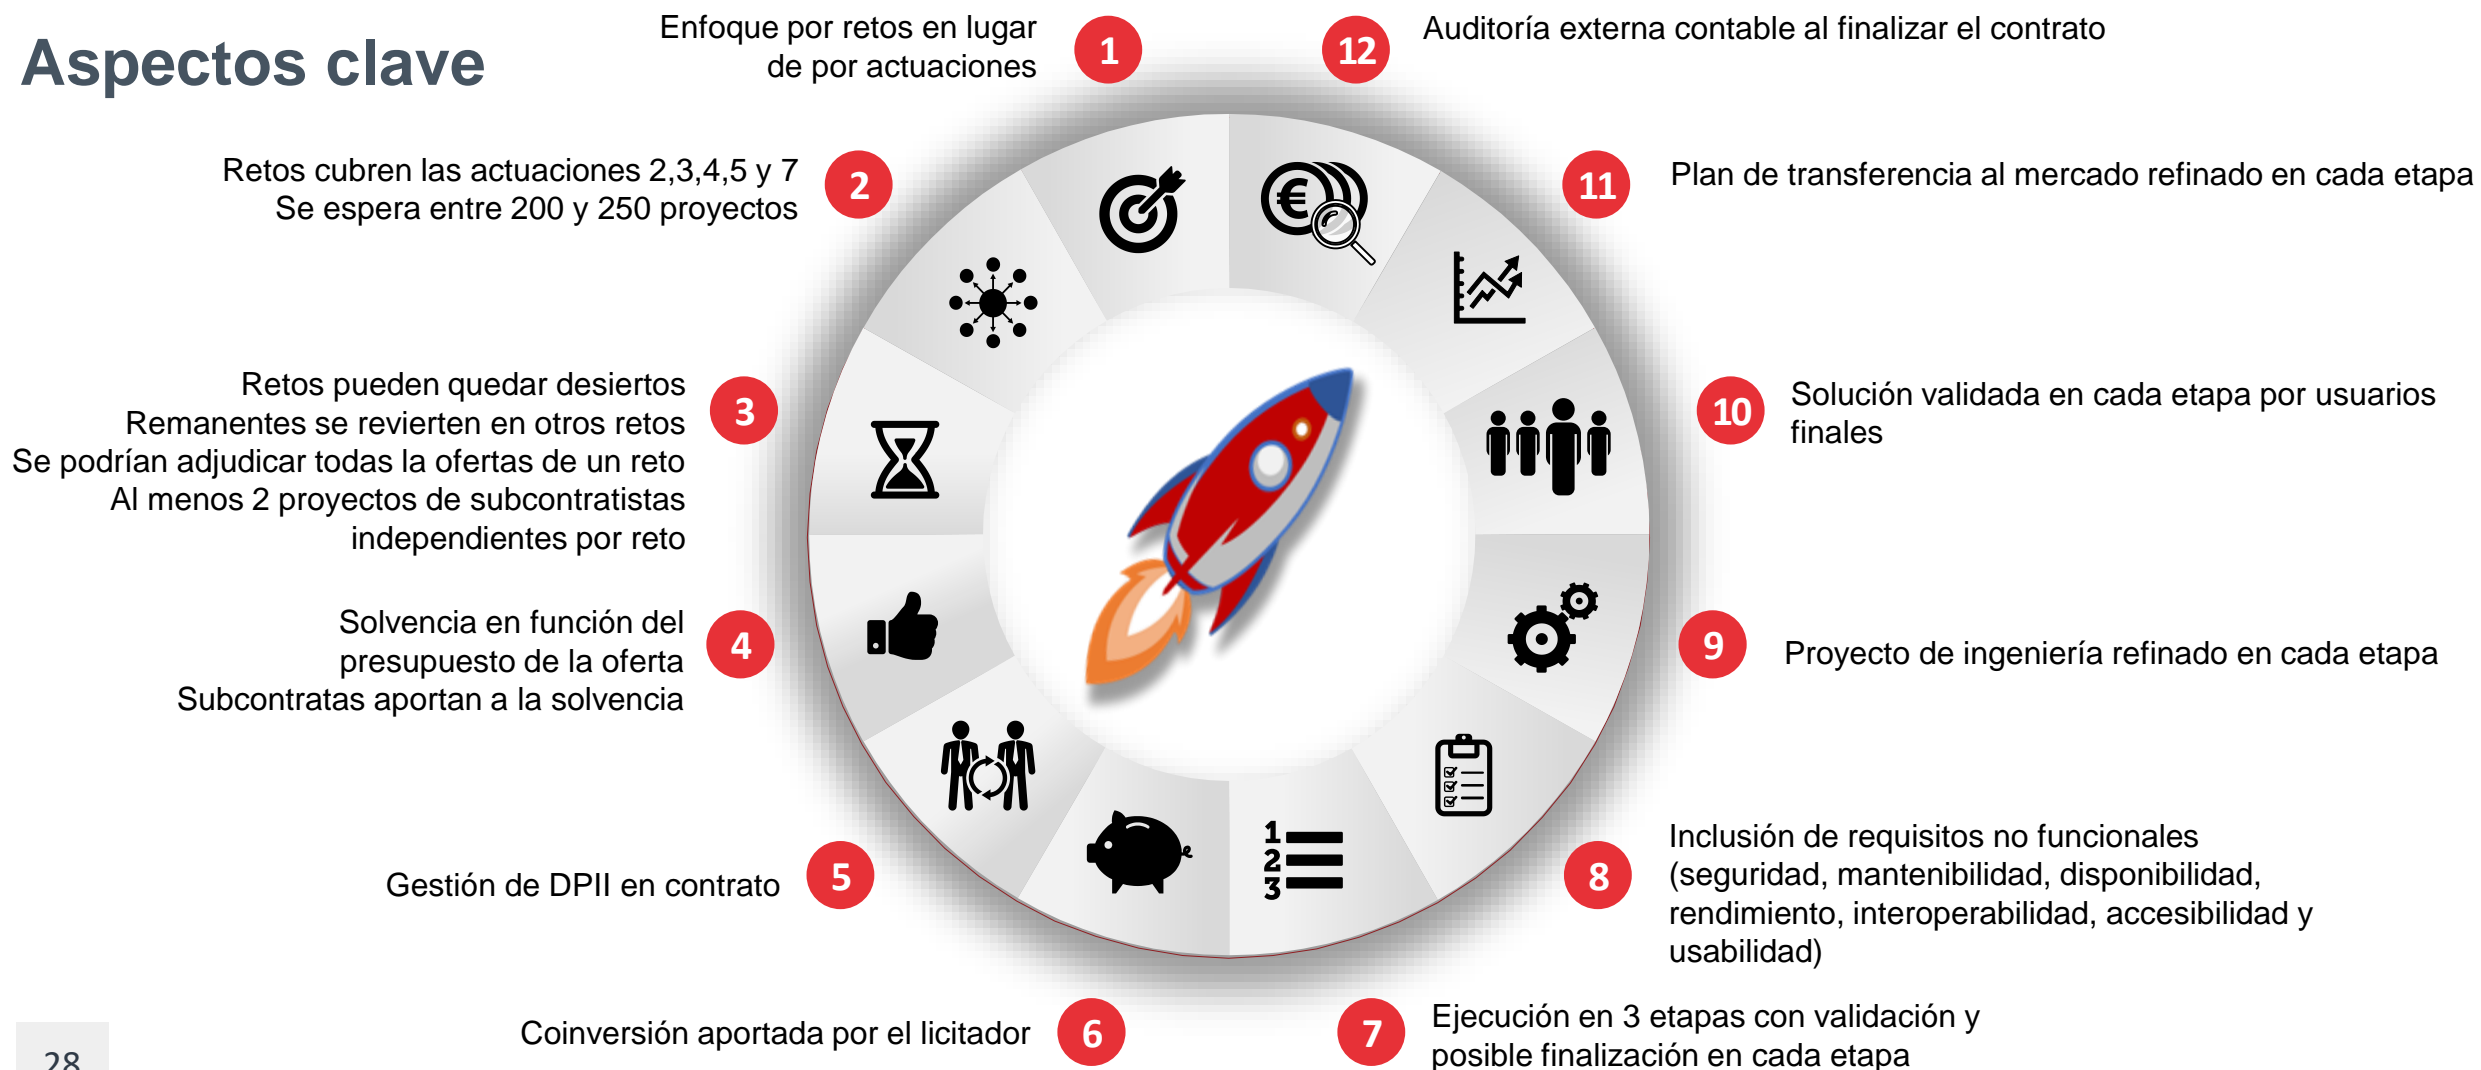 Aspectos clave
1
Enfoque por retos en lugar
de por actuaciones
2
Retos cubren las actuaciones 2,3,4,5 y 7
Se espera entre 200 y 250 proyectos
3
Retos pueden quedar desiertos
Remanentes se revierten en otros retos
Se podrían adjudicar todas la ofertas de un reto
Al menos 2 proyectos de subcontratistas
independientes por reto
4
Solvencia en función del
presupuesto de la oferta
Subcontratas aportan a la solvencia
5
Gestión de DPII en contrato
6
Coinversión aportada por el licitador
7
Ejecución en 3 etapas con validación y
posible finalización en cada etapa
8
Inclusión de requisitos no funcionales
(seguridad, mantenibilidad, disponibilidad,
rendimiento, interoperabilidad, accesibilidad y
usabilidad)
9
Proyecto de ingeniería refinado en cada etapa
10
Solución validada en cada etapa por usuarios
finales
11
Plan de transferencia al mercado refinado en cada etapa
12
Auditoría externa contable al finalizar el contrato
€
1
2
3
28